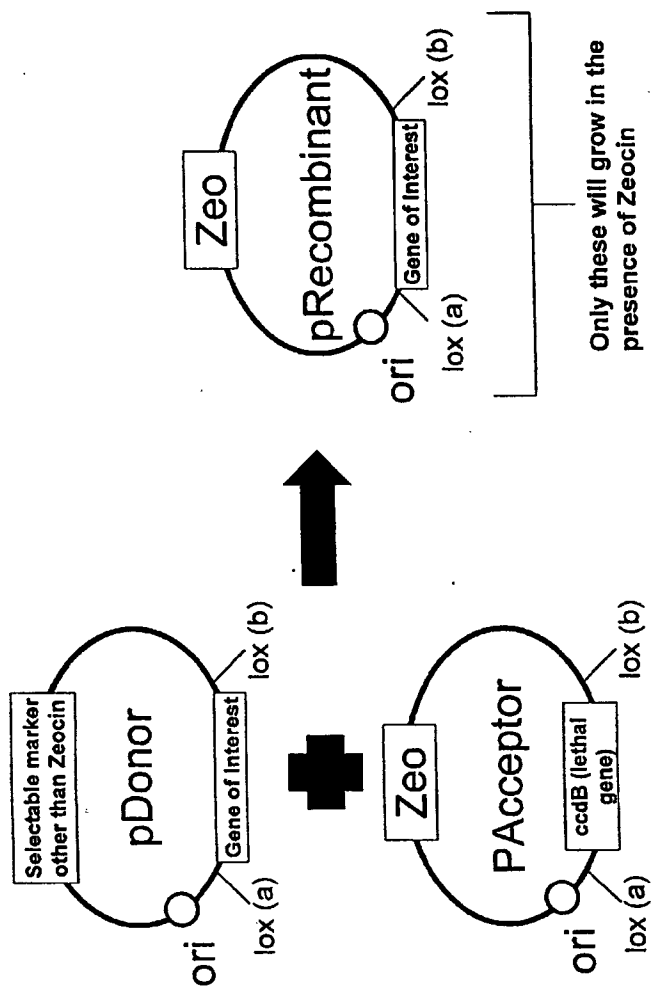 Selectable marker
other than Zeocin
pDonor
Gene of Interest
ori
lox (a)
lox (b)
Zeo
PAcceptor
ccdB (lethal
gene)
ori
lox (a)
lox (b)
Zeo
pRecombinant
Gene of Interest
ori
lox (a)
lox (b)
Only these will grow in the
presence of Zeocin